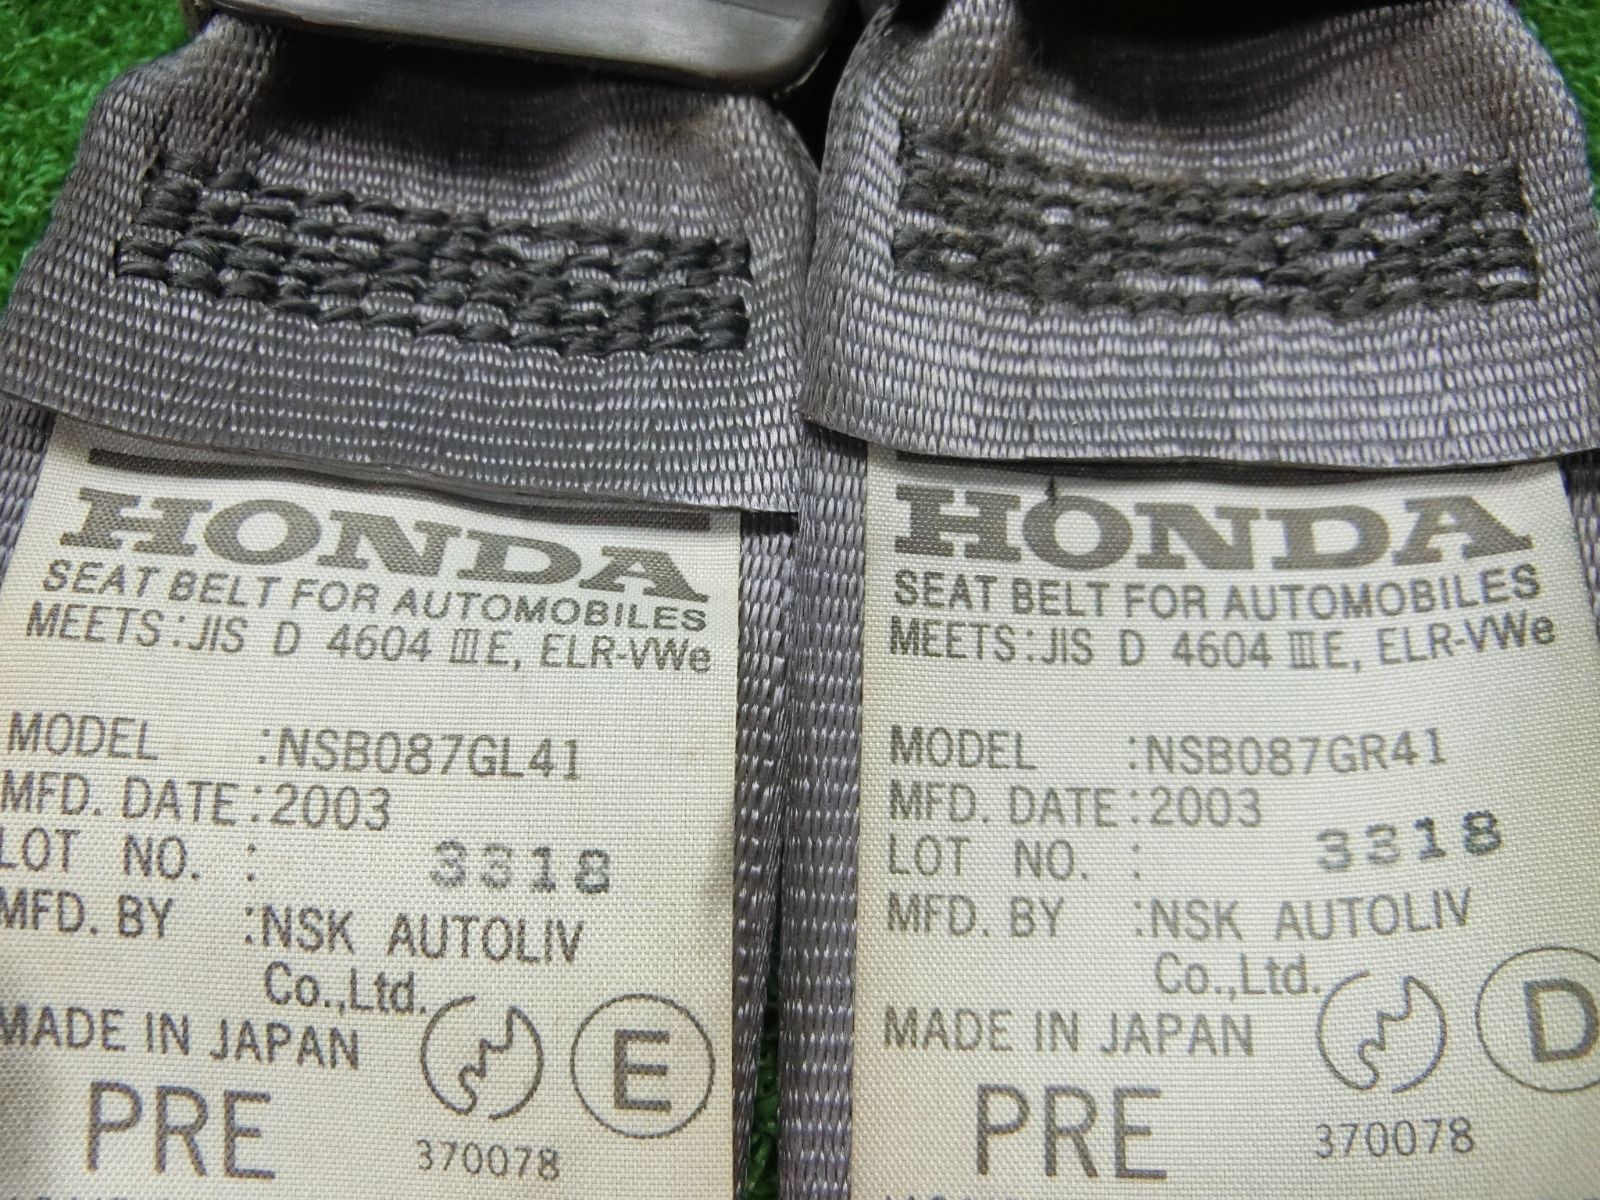 HONDA
SEAT BELT FOR AUTOMOBILES
MEETS:JIS D 4604 ⅢE, ELR-VWe
MODEL :NSB087GL41
MFD. DATE:2003
LOT NO. : 3318
MFD. BY :NSK AUTOLIV
Co.,Ltd.
MADE IN JAPAN
E
PRE
370078
HONDA
SEAT BELT FOR AUTOMOBILES
MEETS:JIS D 4604 ⅢE, ELR-VWe
MODEL :NSB087GR41
MFD. DATE:2003
LOT NO. : 3318
MFD. BY :NSK AUTOLIV
Co.,Ltd.
MADE IN JAPAN
D
PRE
370078